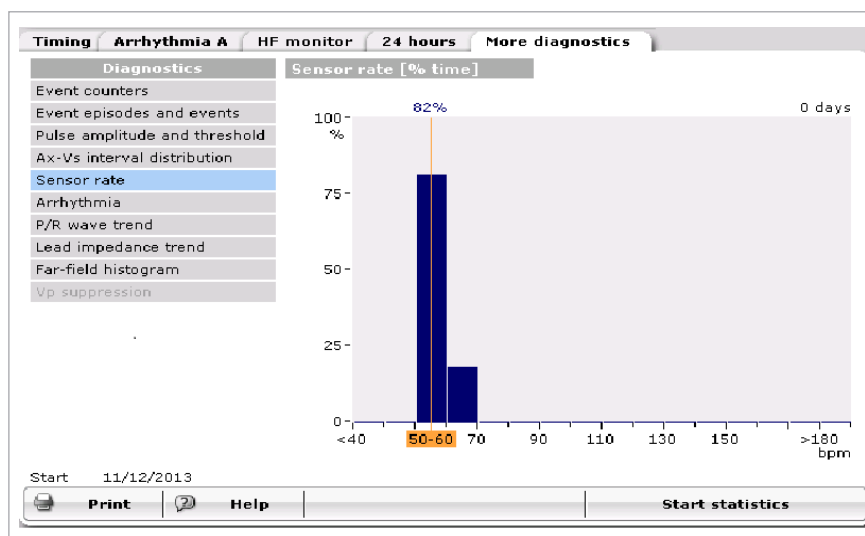 Timing Arrhythmia A HF monitor 24 hours More diagnostics
Diagnostics
Event counters
Event episodes and events
Pulse amplitude and threshold
Ax-Vs interval distribution
Sensor rate
Arrhythmia
P/R wave trend
Lead impedance trend
Far-field histogram
Vp suppression
Sensor rate [% time]
82% 0 days
100
%
75
50
25
0
<40 50-60 70 90 110 130 150 >180
bpm
Start 11/12/2013
Print Help Start statistics